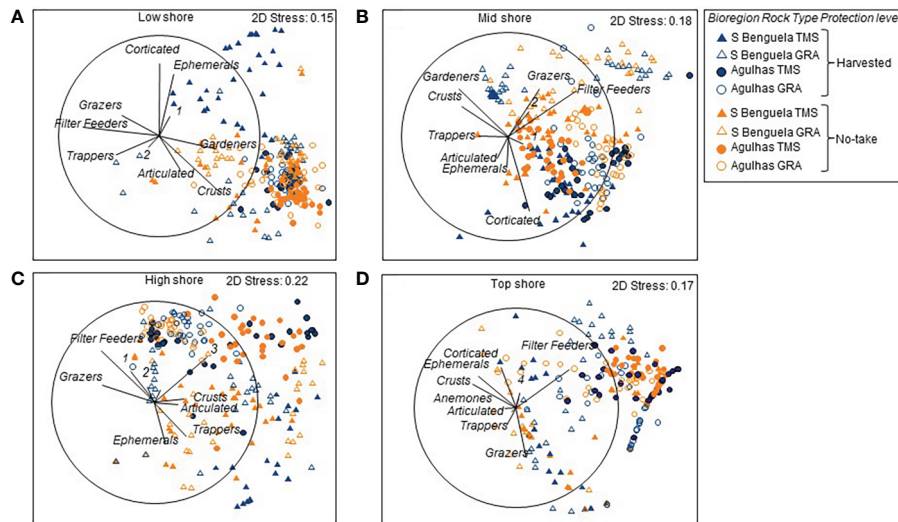 A
Low shore
2D Stress: 0.15
Corticated
Ephemerals
Grazers
1
Filter Feeders
Gardeners
2
Trappers
Articulated
Crusts
B
Mid shore
2D Stress: 0.18
Gardeners
Grazers
Filter Feeders
Crusts
2
Trappers
1
Articulated
Ephemerals
Corticated
Bioregion Rock Type Protection level
S Benguela TMS
S Benguela GRA
Harvested
Agulhas TMS
Agulhas GRA
S Benguela TMS
S Benguela GRA
No-take
Agulhas TMS
Agulhas GRA
C
High shore
2D Stress: 0.22
Filter Feeders
1
3
2
Grazers
Crusts
Articulated
Trappers
Ephemerals
D
Top shore
2D Stress: 0.17
Filter Feeders
Corticated
Ephemerals
4
Crusts
Anemones
Articulated
Trappers
Grazers